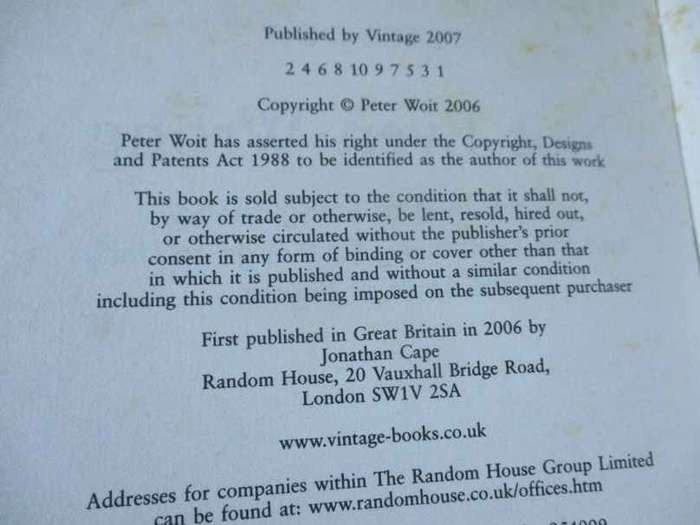 Published by Vintage 2007
2 4 6 8 10 9 7 5 3 1
Copyright © Peter Woit 2006
Peter Woit has asserted his right under the Copyright, Designs
and Patents Act 1988 to be identified as the author of this work
This book is sold subject to the condition that it shall not,
by way of trade or otherwise, be lent, resold, hired out,
or otherwise circulated without the publisher's prior
consent in any form of binding or cover other than that
in which it is published and without a similar condition
including this condition being imposed on the subsequent purchaser
First published in Great Britain in 2006 by
Jonathan Cape
Random House, 20 Vauxhall Bridge Road,
London SW1V 2SA
www.vintage-books.co.uk
Addresses for companies within The Random House Group Limited
can be found at: www.randomhouse.co.uk/offices.htm